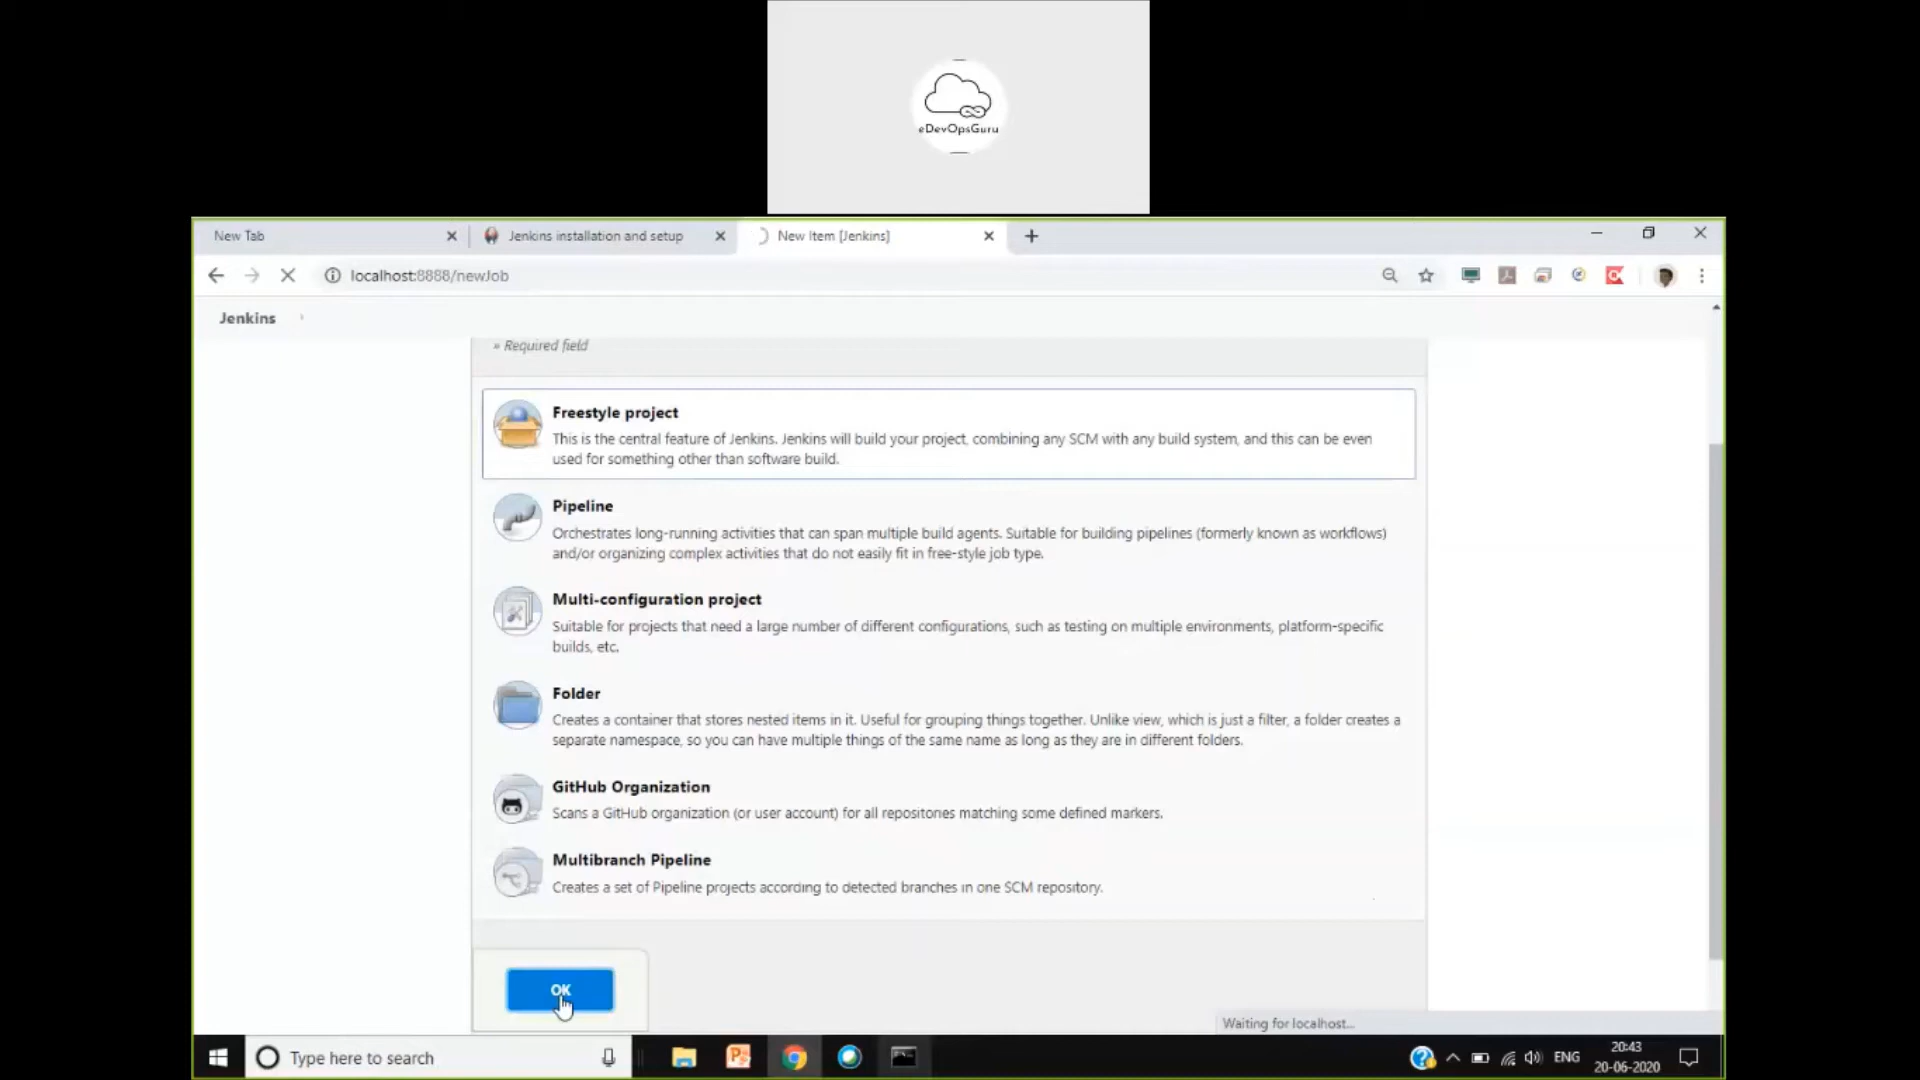 eDevOpsGuru
New Tab
Jenkins installation and setup
New Item [Jenkins]
localhost:8888/newJob
Jenkins
» Required field
Freestyle project
This is the central feature of Jenkins. Jenkins will build your project, combining any SCM with any build system, and this can be even
used for something other than software build.
Pipeline
Orchestrates long-running activities that can span multiple build agents. Suitable for building pipelines (formerly known as workflows)
and/or organizing complex activities that do not easily fit in free-style job type.
Multi-configuration project
Suitable for projects that need a large number of different configurations, such as testing on multiple environments, platform-specific
builds, etc.
Folder
Creates a container that stores nested items in it. Useful for grouping things together. Unlike view, which is just a filter, a folder creates a
separate namespace, so you can have multiple things of the same name as long as they are in different folders.
GitHub Organization
Scans a GitHub organization (or user account) for all repositories matching some defined markers.
Multibranch Pipeline
Creates a set of Pipeline projects according to detected branches in one SCM repository.
OK
Waiting for localhost...
Type here to search
ENG
20:43
20-06-2020